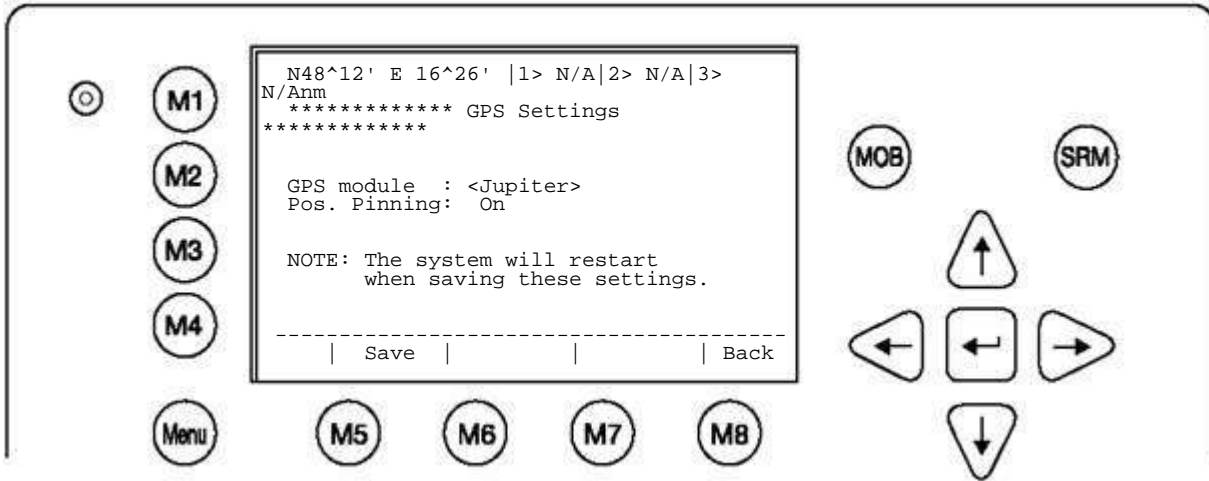 N48^12' E 16^26' |1> N/A|2> N/A|3>
N/Anm
************* GPS Settings
*************
GPS module : <Jupiter>
Pos. Pinning: On
NOTE: The system will restart
when saving these settings.
----------------------------------------
| Save | | | Back
M1
M2
M3
M4
Menu
M5
M6
M7
M8
MOB
SRM